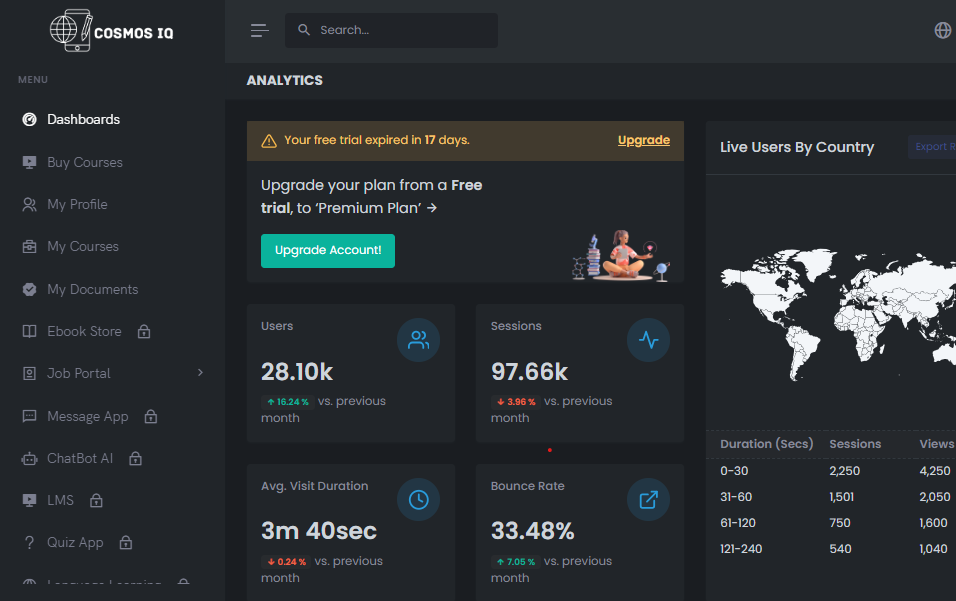 COSMOS IQ
Search...
MENU
Dashboards
Buy Courses
My Profile
My Courses
My Documents
Ebook Store
Job Portal
Message App
ChatBot AI
LMS
Quiz App
Language Learning
ANALYTICS
Your free trial expired in 17 days.
Upgrade
Upgrade your plan from a Free
trial, to ‘Premium Plan’ →
Upgrade Account!
Users
28.10k
↑ 16.24 % vs. previous
month
Sessions
97.66k
↓ 3.96 % vs. previous
month
Avg. Visit Duration
3m 40sec
↓ 0.24 % vs. previous
month
Bounce Rate
33.48%
↑ 7.05 % vs. previous
month
Live Users By Country
Export R
Duration (Secs) Sessions Views
0-30 2,250 4,250
31-60 1,501 2,050
61-120 750 1,600
121-240 540 1,040